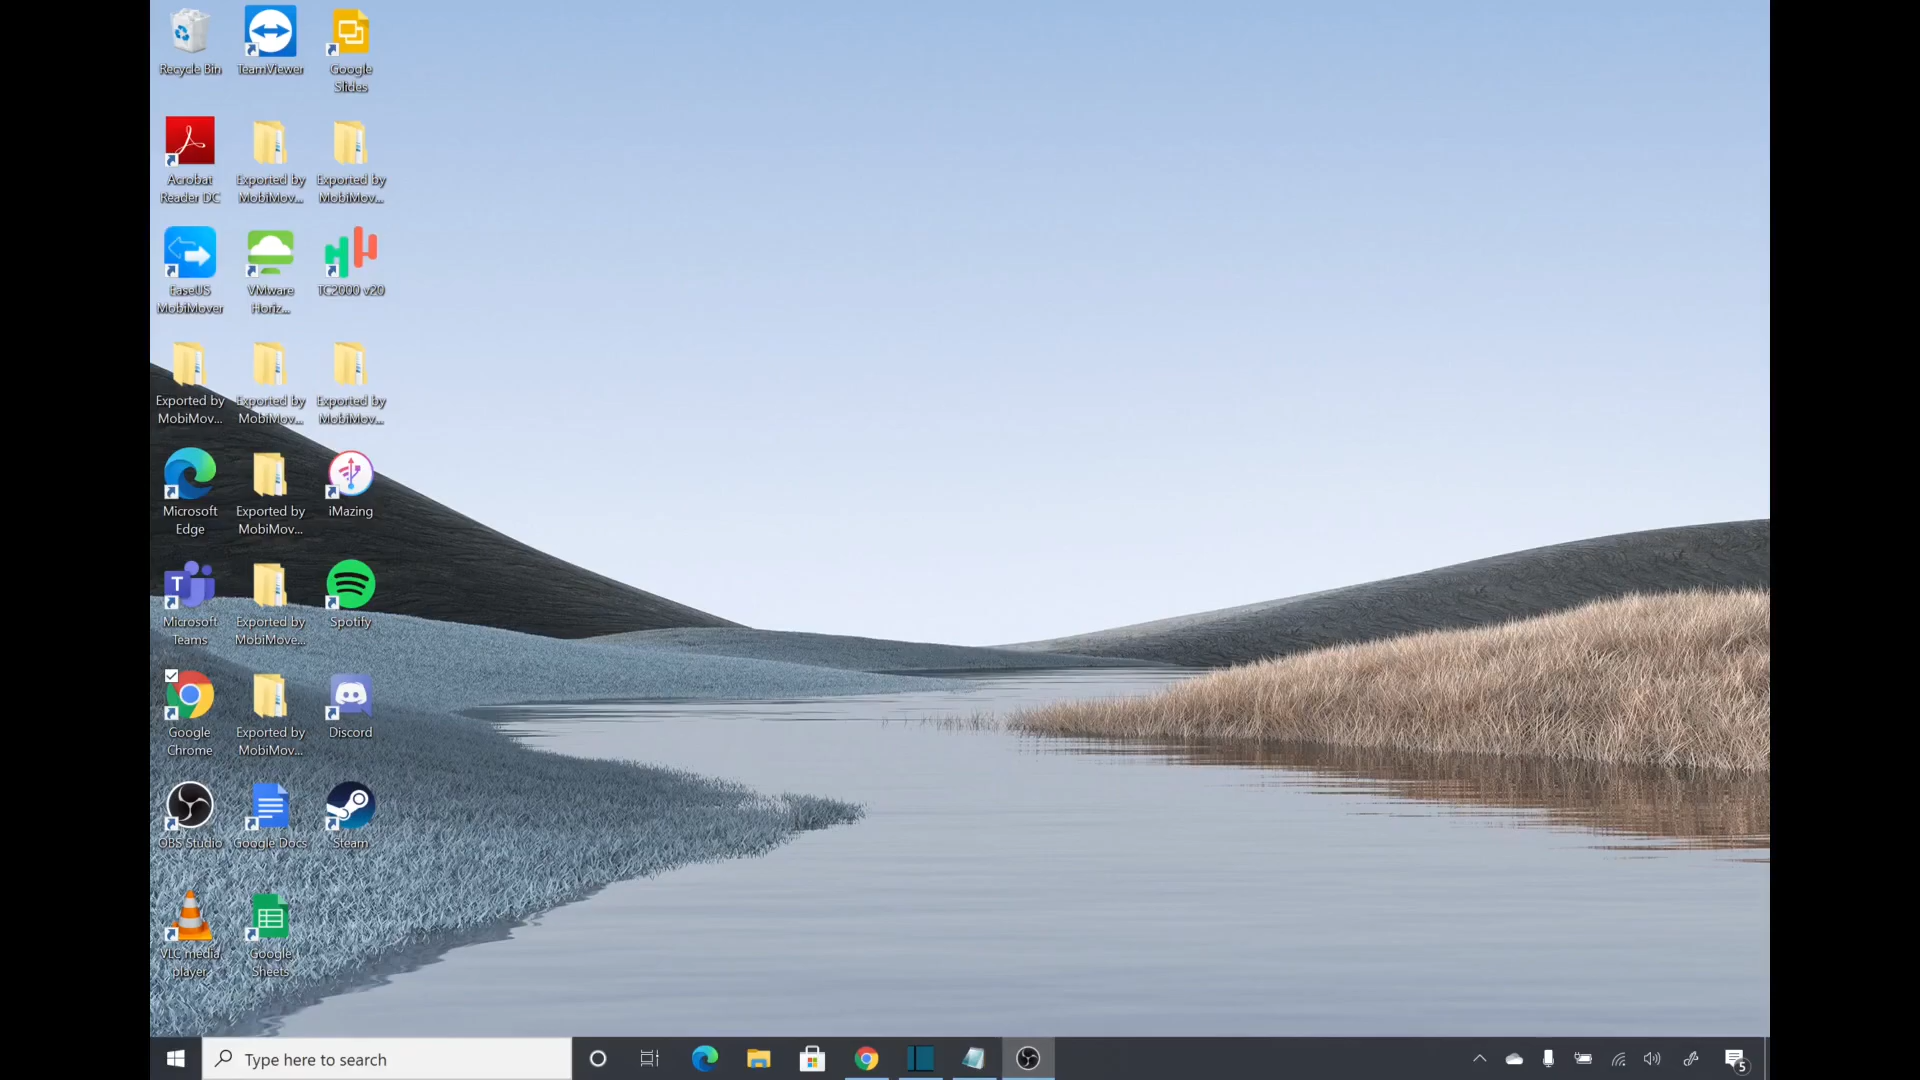 Recycle Bin
TeamViewer
Google
Slides
Acrobat
Reader DC
Exported by
MobiMov...
Exported by
MobiMov...
EaseUS
MobiMover
VMware
Horiz...
TC2000 v20
Exported by
MobiMov...
Exported by
MobiMov...
Exported by
MobiMov...
Microsoft
Edge
Exported by
MobiMov...
iMazing
T
Microsoft
Teams
Exported by
MobiMove...
Spotify
Google
Chrome
Exported by
MobiMov...
Discord
OBS Studio
Google Docs
Steam
VLC media
player
Google
Sheets
Type here to search
5